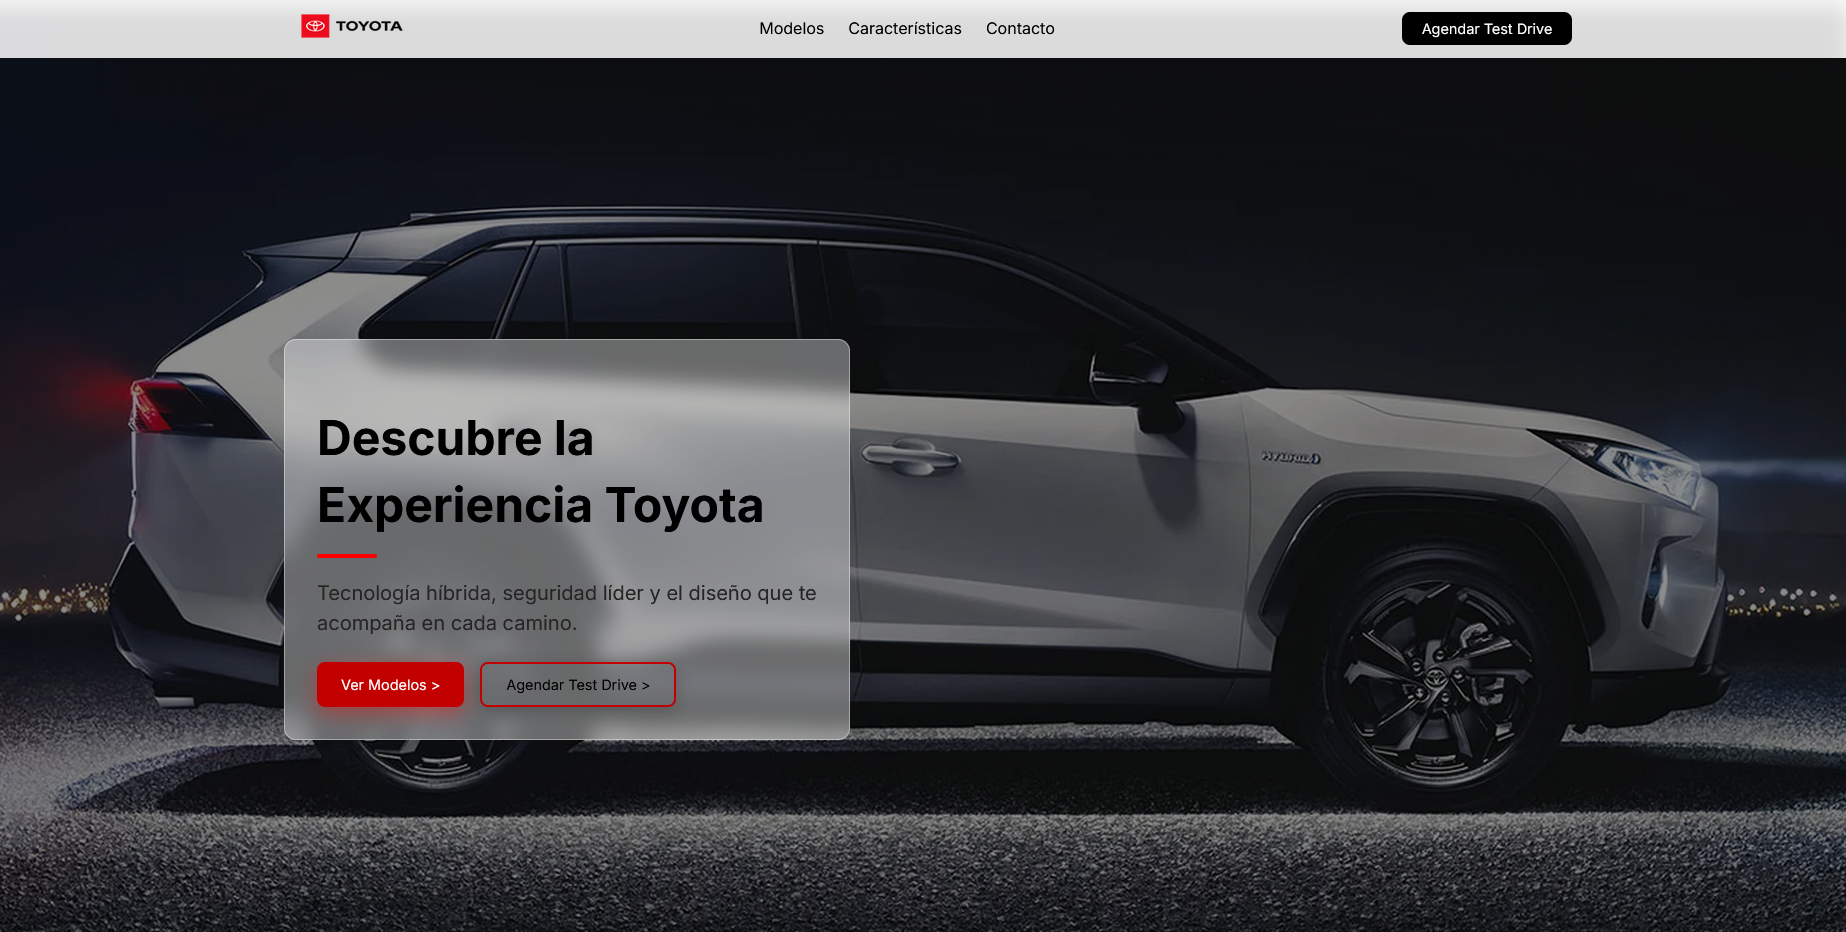 TOYOTA
Modelos
Características
Contacto
Agendar Test Drive
HYBRID
Descubre la
Experiencia Toyota
Tecnología híbrida, seguridad líder y el diseño que te
acompaña en cada camino.
Ver Modelos >
Agendar Test Drive >